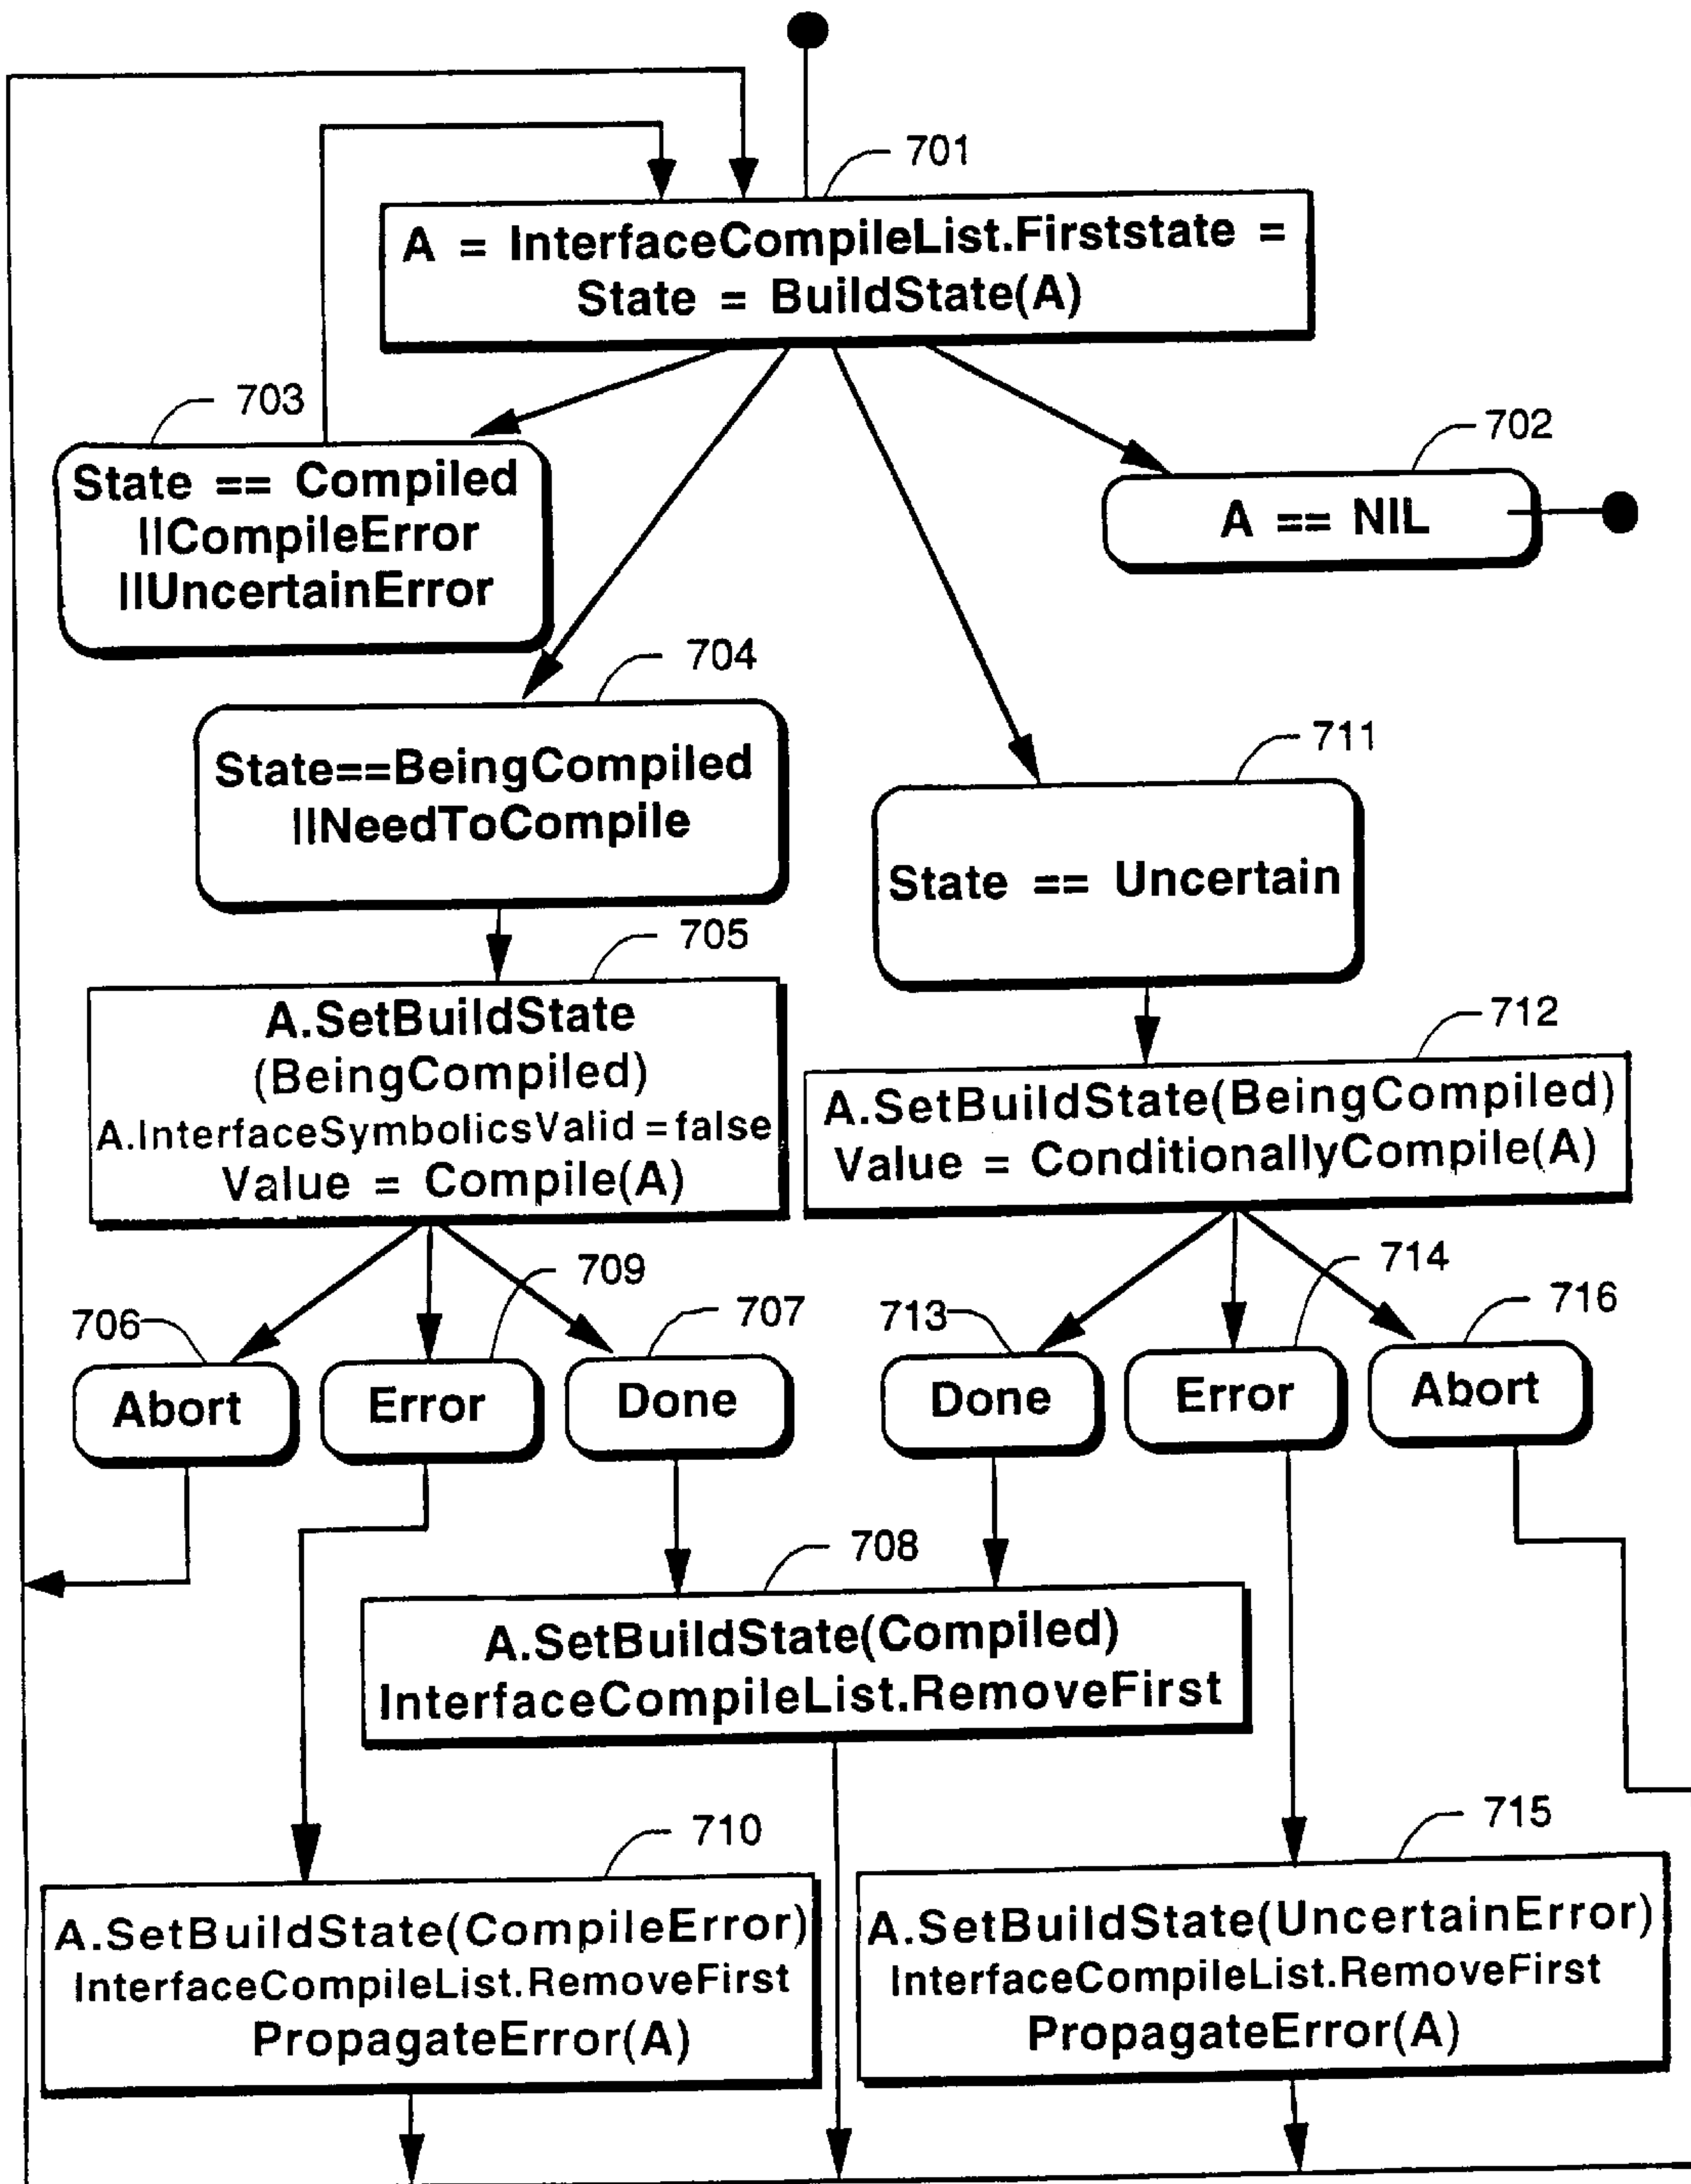 701
A = InterfaceCompileList.Firststate =
State = BuildState(A)
703
702
State == Compiled
||CompileError
||UncertainError
A == NIL
704
711
State==BeingCompiled
||NeedToCompile
State == Uncertain
705
712
A.SetBuildState
(BeingCompiled)
A.InterfaceSymbolicsValid=false
Value = Compile(A)
A.SetBuildState(BeingCompiled)
Value = ConditionallyCompile(A)
706
709
707
713
714
716
Abort
Error
Done
Done
Error
Abort
708
A.SetBuildState(Compiled)
InterfaceCompileList.RemoveFirst
710
715
A.SetBuildState(CompileError)
InterfaceCompileList.RemoveFirst
PropagateError(A)
A.SetBuildState(UncertainError)
InterfaceCompileList.RemoveFirst
PropagateError(A)